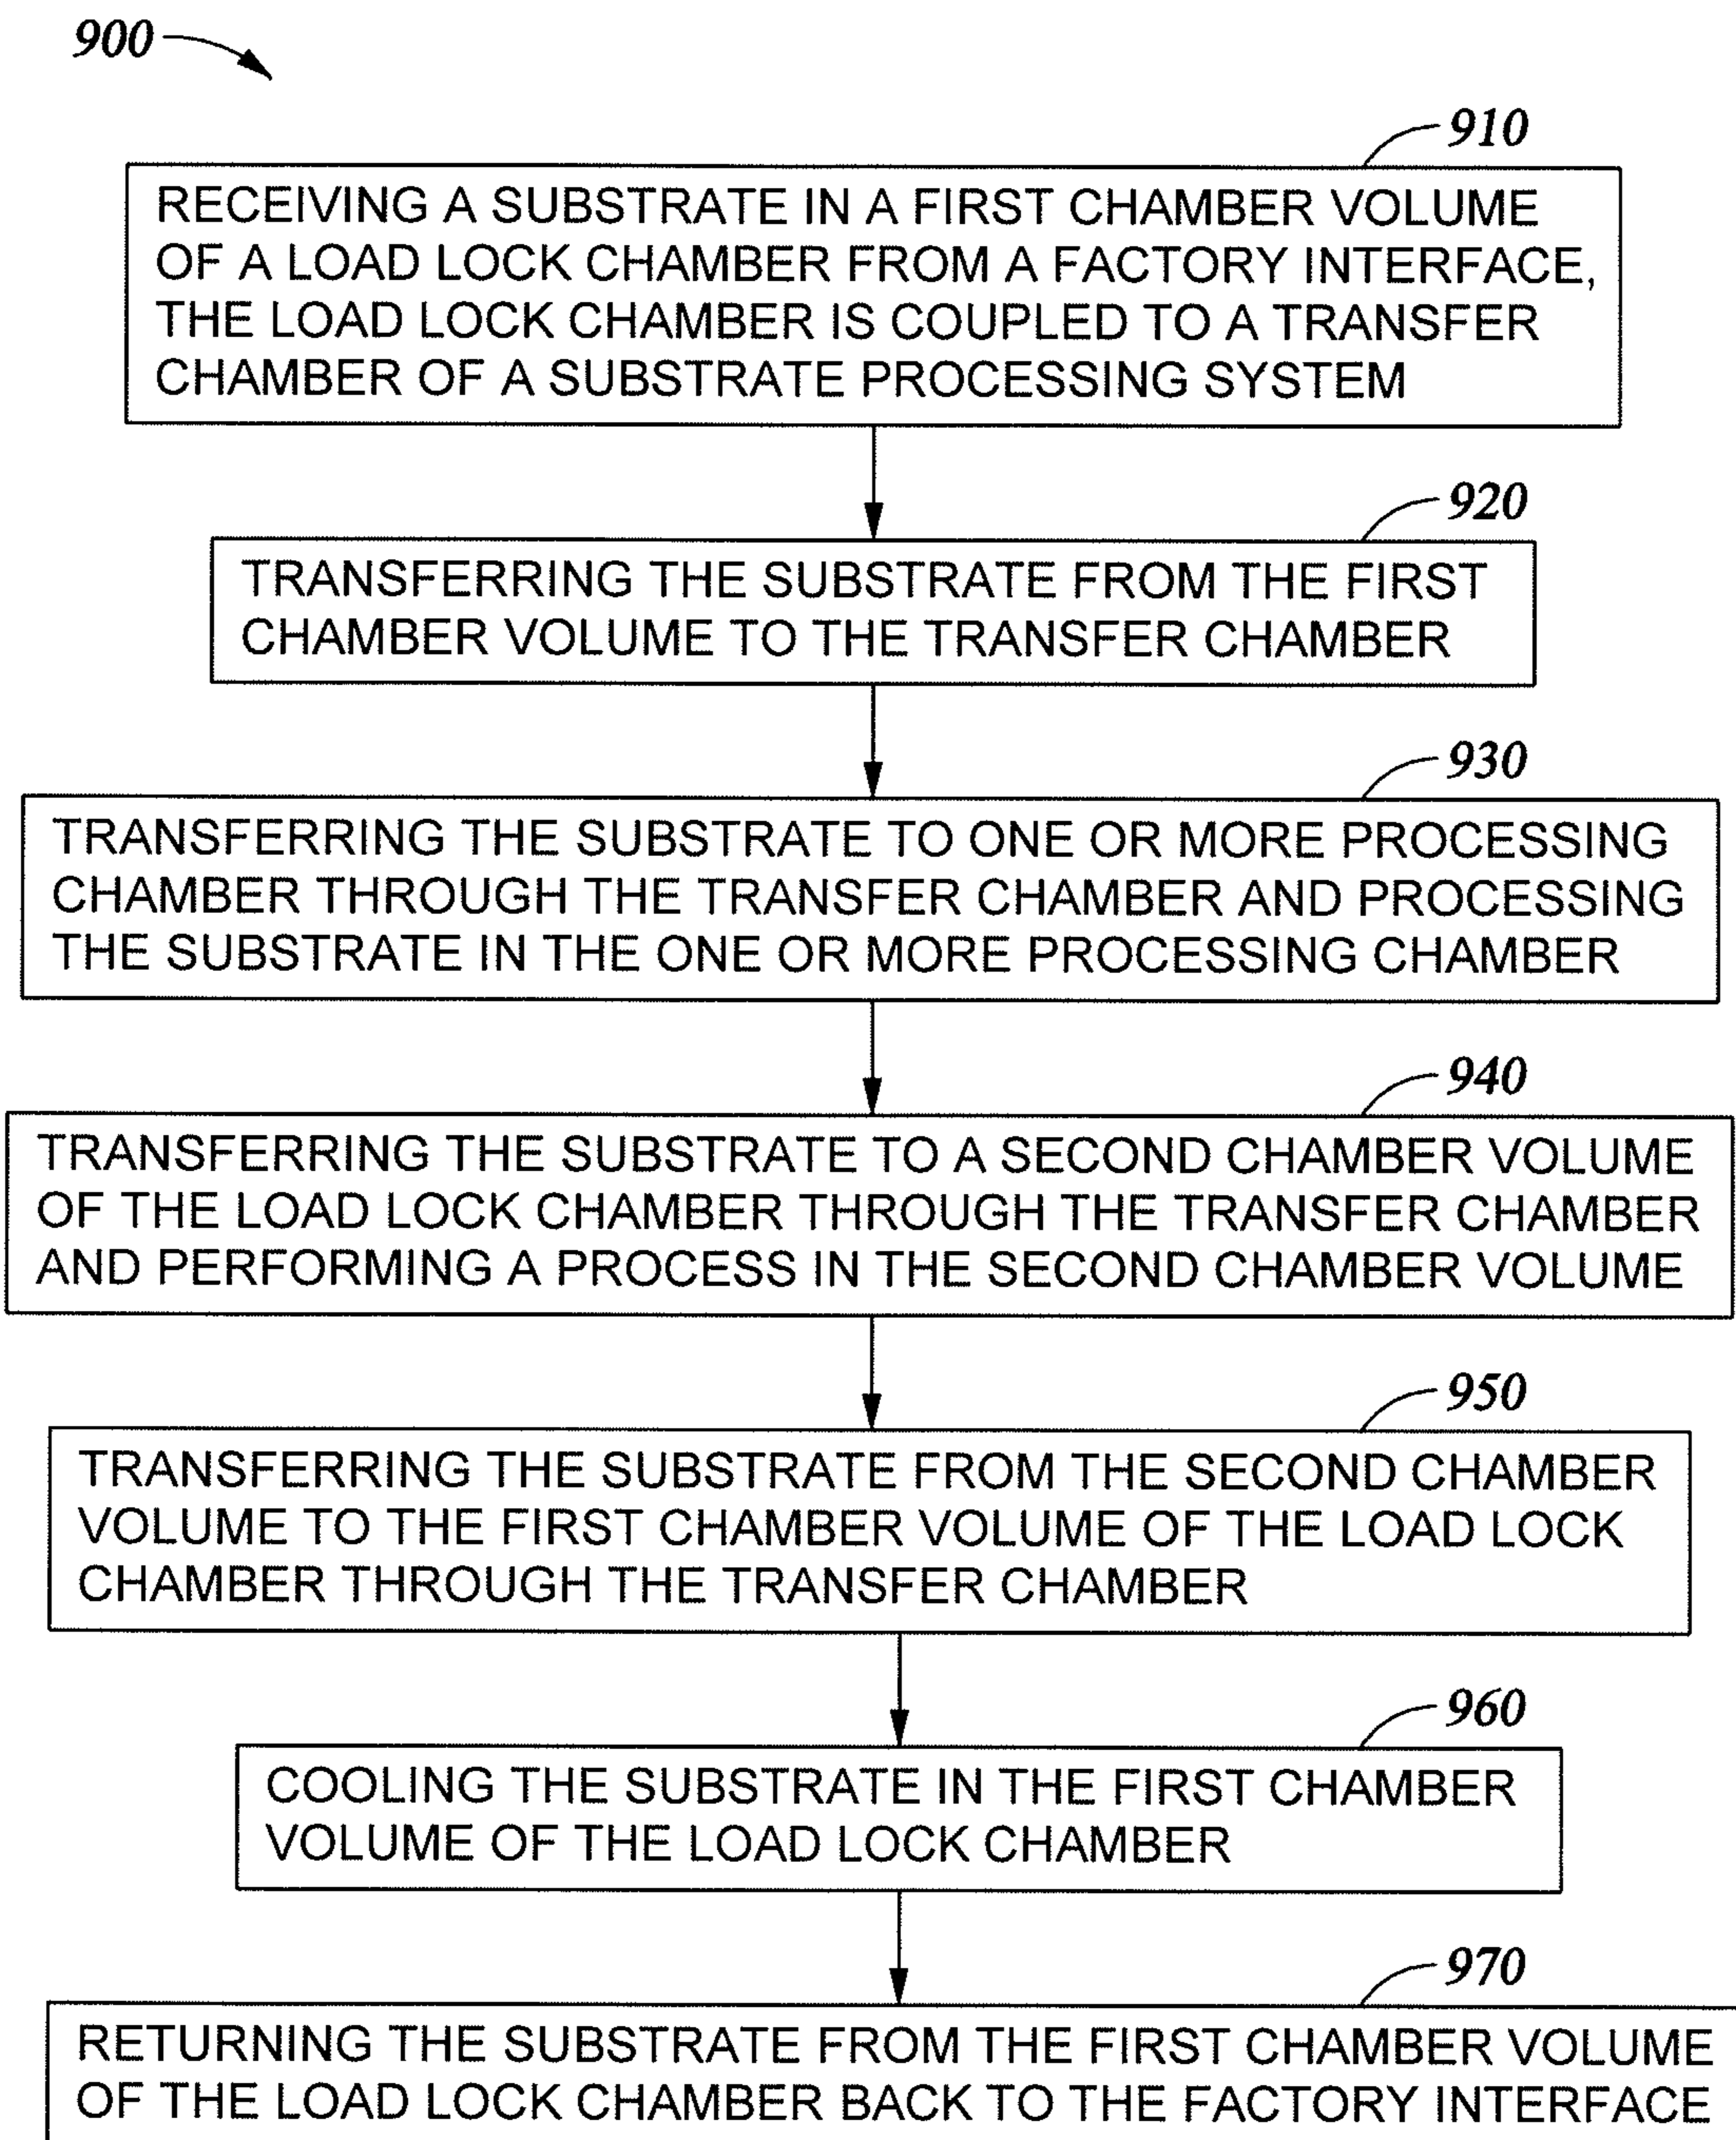 900
910
RECEIVING A SUBSTRATE IN A FIRST CHAMBER VOLUME
OF A LOAD LOCK CHAMBER FROM A FACTORY INTERFACE,
THE LOAD LOCK CHAMBER IS COUPLED TO A TRANSFER
CHAMBER OF A SUBSTRATE PROCESSING SYSTEM
920
TRANSFERRING THE SUBSTRATE FROM THE FIRST
CHAMBER VOLUME TO THE TRANSFER CHAMBER
930
TRANSFERRING THE SUBSTRATE TO ONE OR MORE PROCESSING
CHAMBER THROUGH THE TRANSFER CHAMBER AND PROCESSING
THE SUBSTRATE IN THE ONE OR MORE PROCESSING CHAMBER
940
TRANSFERRING THE SUBSTRATE TO A SECOND CHAMBER VOLUME
OF THE LOAD LOCK CHAMBER THROUGH THE TRANSFER CHAMBER
AND PERFORMING A PROCESS IN THE SECOND CHAMBER VOLUME
950
TRANSFERRING THE SUBSTRATE FROM THE SECOND CHAMBER
VOLUME TO THE FIRST CHAMBER VOLUME OF THE LOAD LOCK
CHAMBER THROUGH THE TRANSFER CHAMBER
960
COOLING THE SUBSTRATE IN THE FIRST CHAMBER
VOLUME OF THE LOAD LOCK CHAMBER
970
RETURNING THE SUBSTRATE FROM THE FIRST CHAMBER VOLUME
OF THE LOAD LOCK CHAMBER BACK TO THE FACTORY INTERFACE